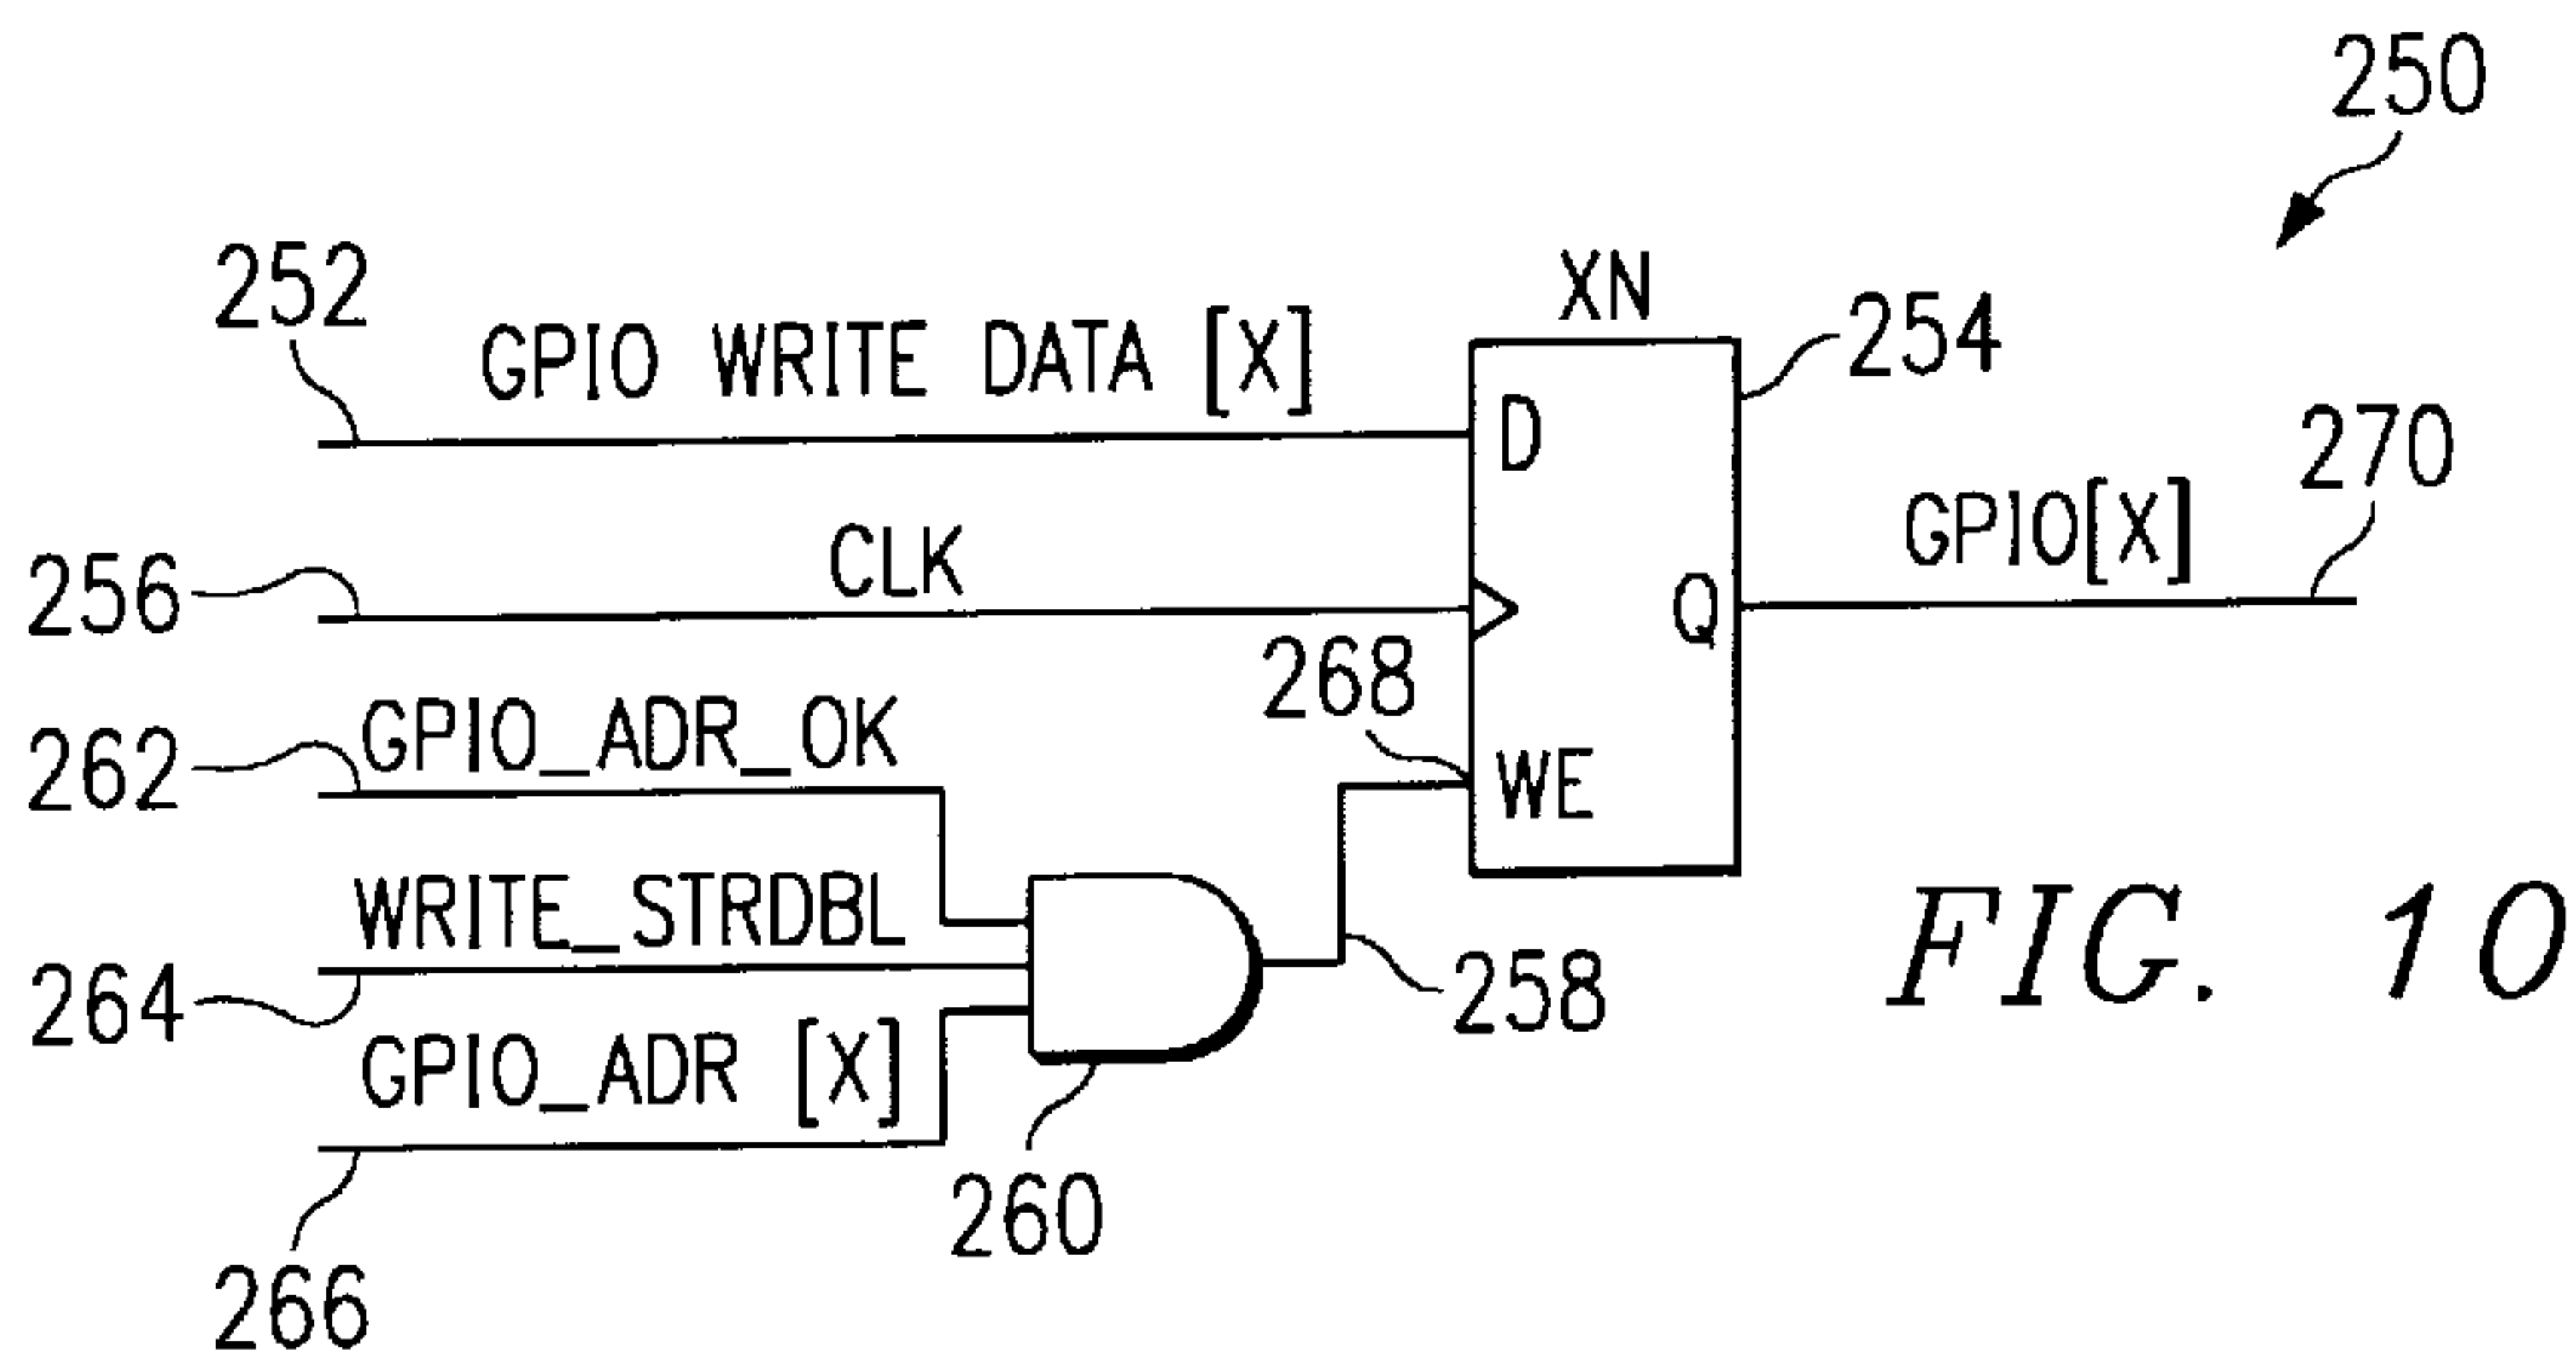 250
252
XN
254
GPIO WRITE DATA [X]
D
270
GPIO[X]
CLK
256
Q
268
262
GPIO_ADR_OK
WE
WRITE_STRDBL
264
258
FIG. 10
GPIO_ADR [X]
260
266